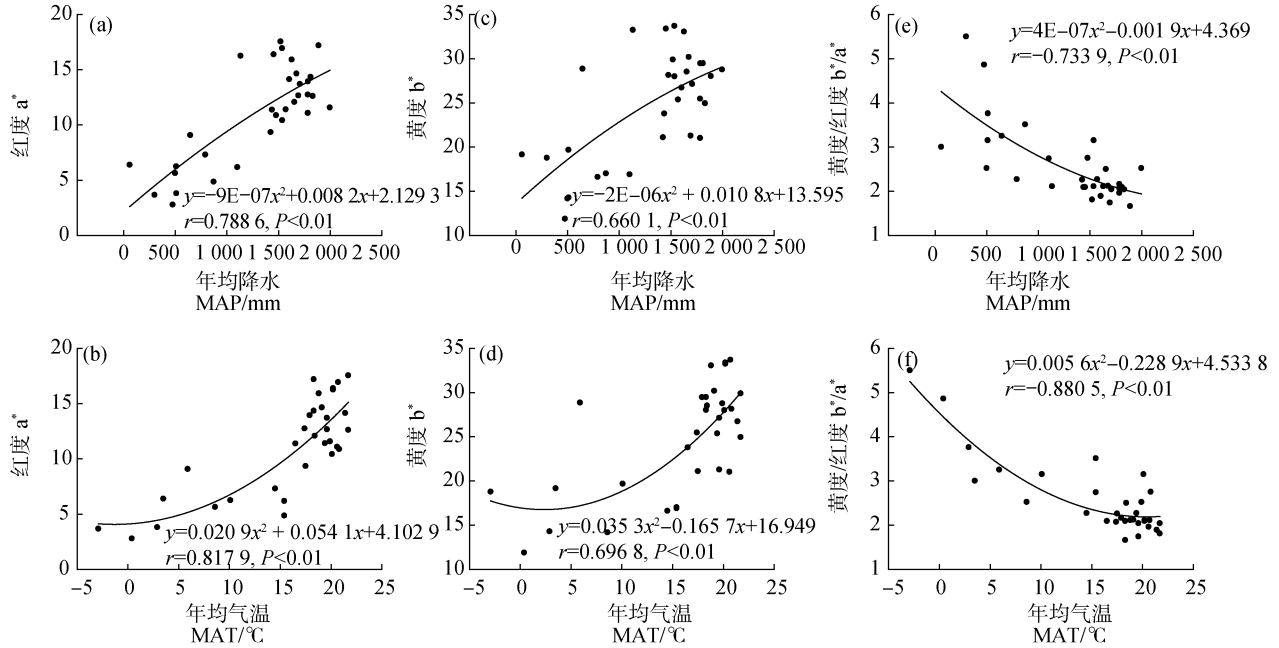 (a)
20
15
10
5
0
红度 a*
y=−9E−07x²+0.008 2x+2.129 3
r=0.788 6, P<0.01
0 500 1 000 1 500 2 000 2 500
年均降水
MAP/mm
(c)
35
30
25
20
15
10
黄度 b*
y=−2E−06x² + 0.010 8x+13.595
r=0.660 1, P<0.01
0 500 1 000 1 500 2 000 2 500
年均降水
MAP/mm
(e)
6
5
4
3
2
1
黄度/红度 b*/a*
y=4E−07x²−0.001 9x+4.369
r=−0.733 9, P<0.01
0 500 1 000 1 500 2 000 2 500
年均降水
MAP/mm
(b)
20
15
10
5
0
红度 a*
y=0.020 9x² + 0.054 1x+4.102 9
r=0.817 9, P<0.01
−5 0 5 10 15 20 25
年均气温
MAT/℃
(d)
35
30
25
20
15
10
黄度 b*
y=0.035 3x²−0.165 7x+16.949
r=0.696 8, P<0.01
−5 0 5 10 15 20 25
年均气温
MAT/℃
(f)
6
5
4
3
2
1
黄度/红度 b*/a*
y=0.005 6x²−0.228 9x+4.533 8
r=−0.880 5, P<0.01
−5 0 5 10 15 20 25
年均气温
MAT/℃